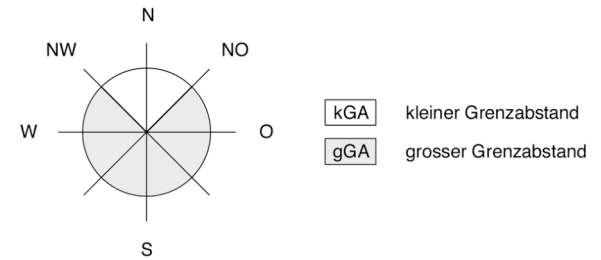 N
NW
NO
W
O
S
kGA kleiner Grenzabstand
gGA grosser Grenzabstand